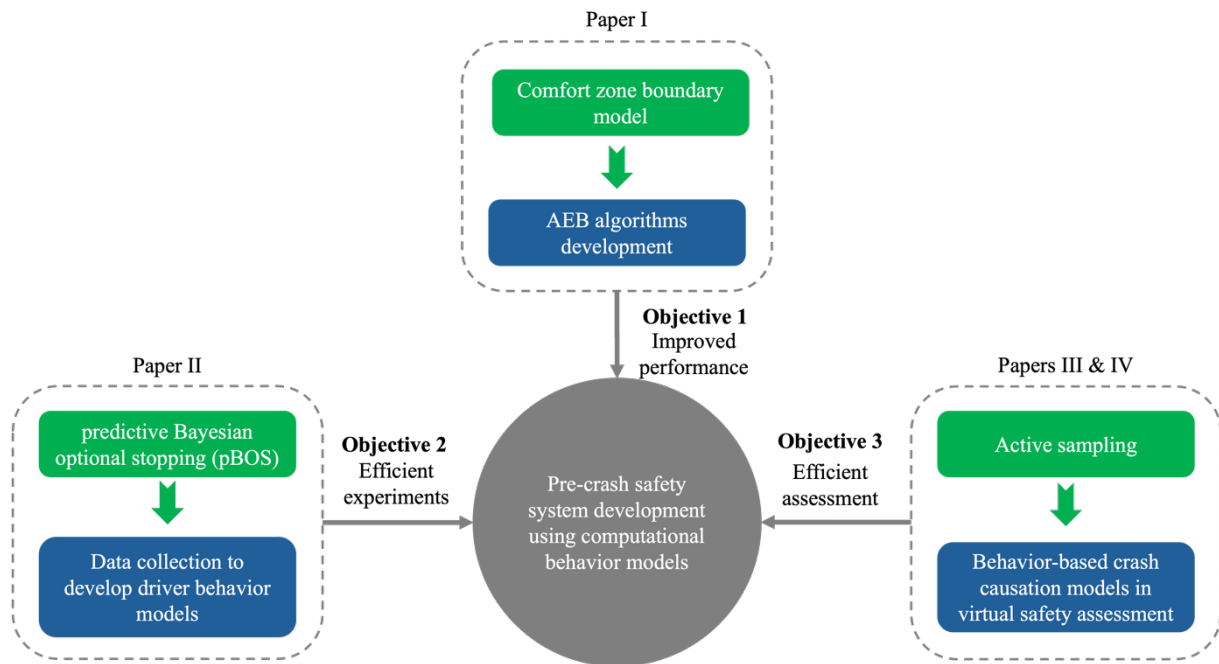 Paper I
Comfort zone boundary
model
AEB algorithms
development
Objective 1
Improved
performance
Paper II
predictive Bayesian
optional stopping (pBOS)
Data collection to
develop driver behavior
models
Objective 2
Efficient
experiments
Pre-crash safety
system development
using computational
behavior models
Objective 3
Efficient
assessment
Papers III & IV
Active sampling
Behavior-based crash
causation models in
virtual safety assessment